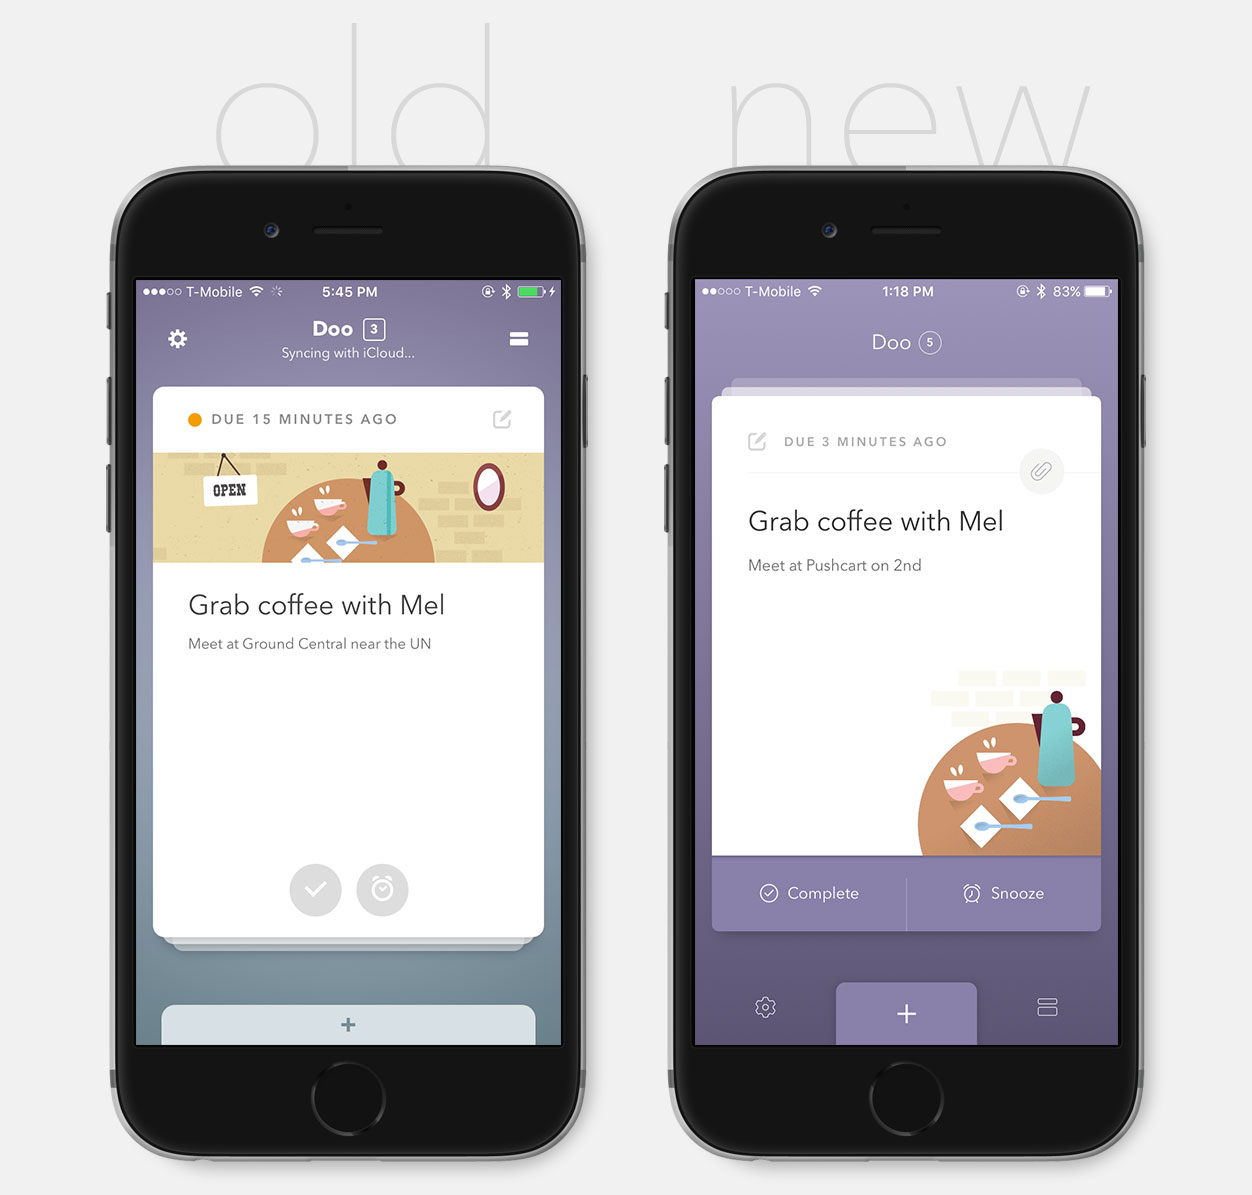 old
new
T-Mobile
5:45 PM
Doo 3
Syncing with iCloud...
DUE 15 MINUTES AGO
OPEN
Grab coffee with Mel
Meet at Ground Central near the UN
+
T-Mobile
1:18 PM
83%
Doo 5
DUE 3 MINUTES AGO
Grab coffee with Mel
Meet at Pushcart on 2nd
Complete
Snooze
+